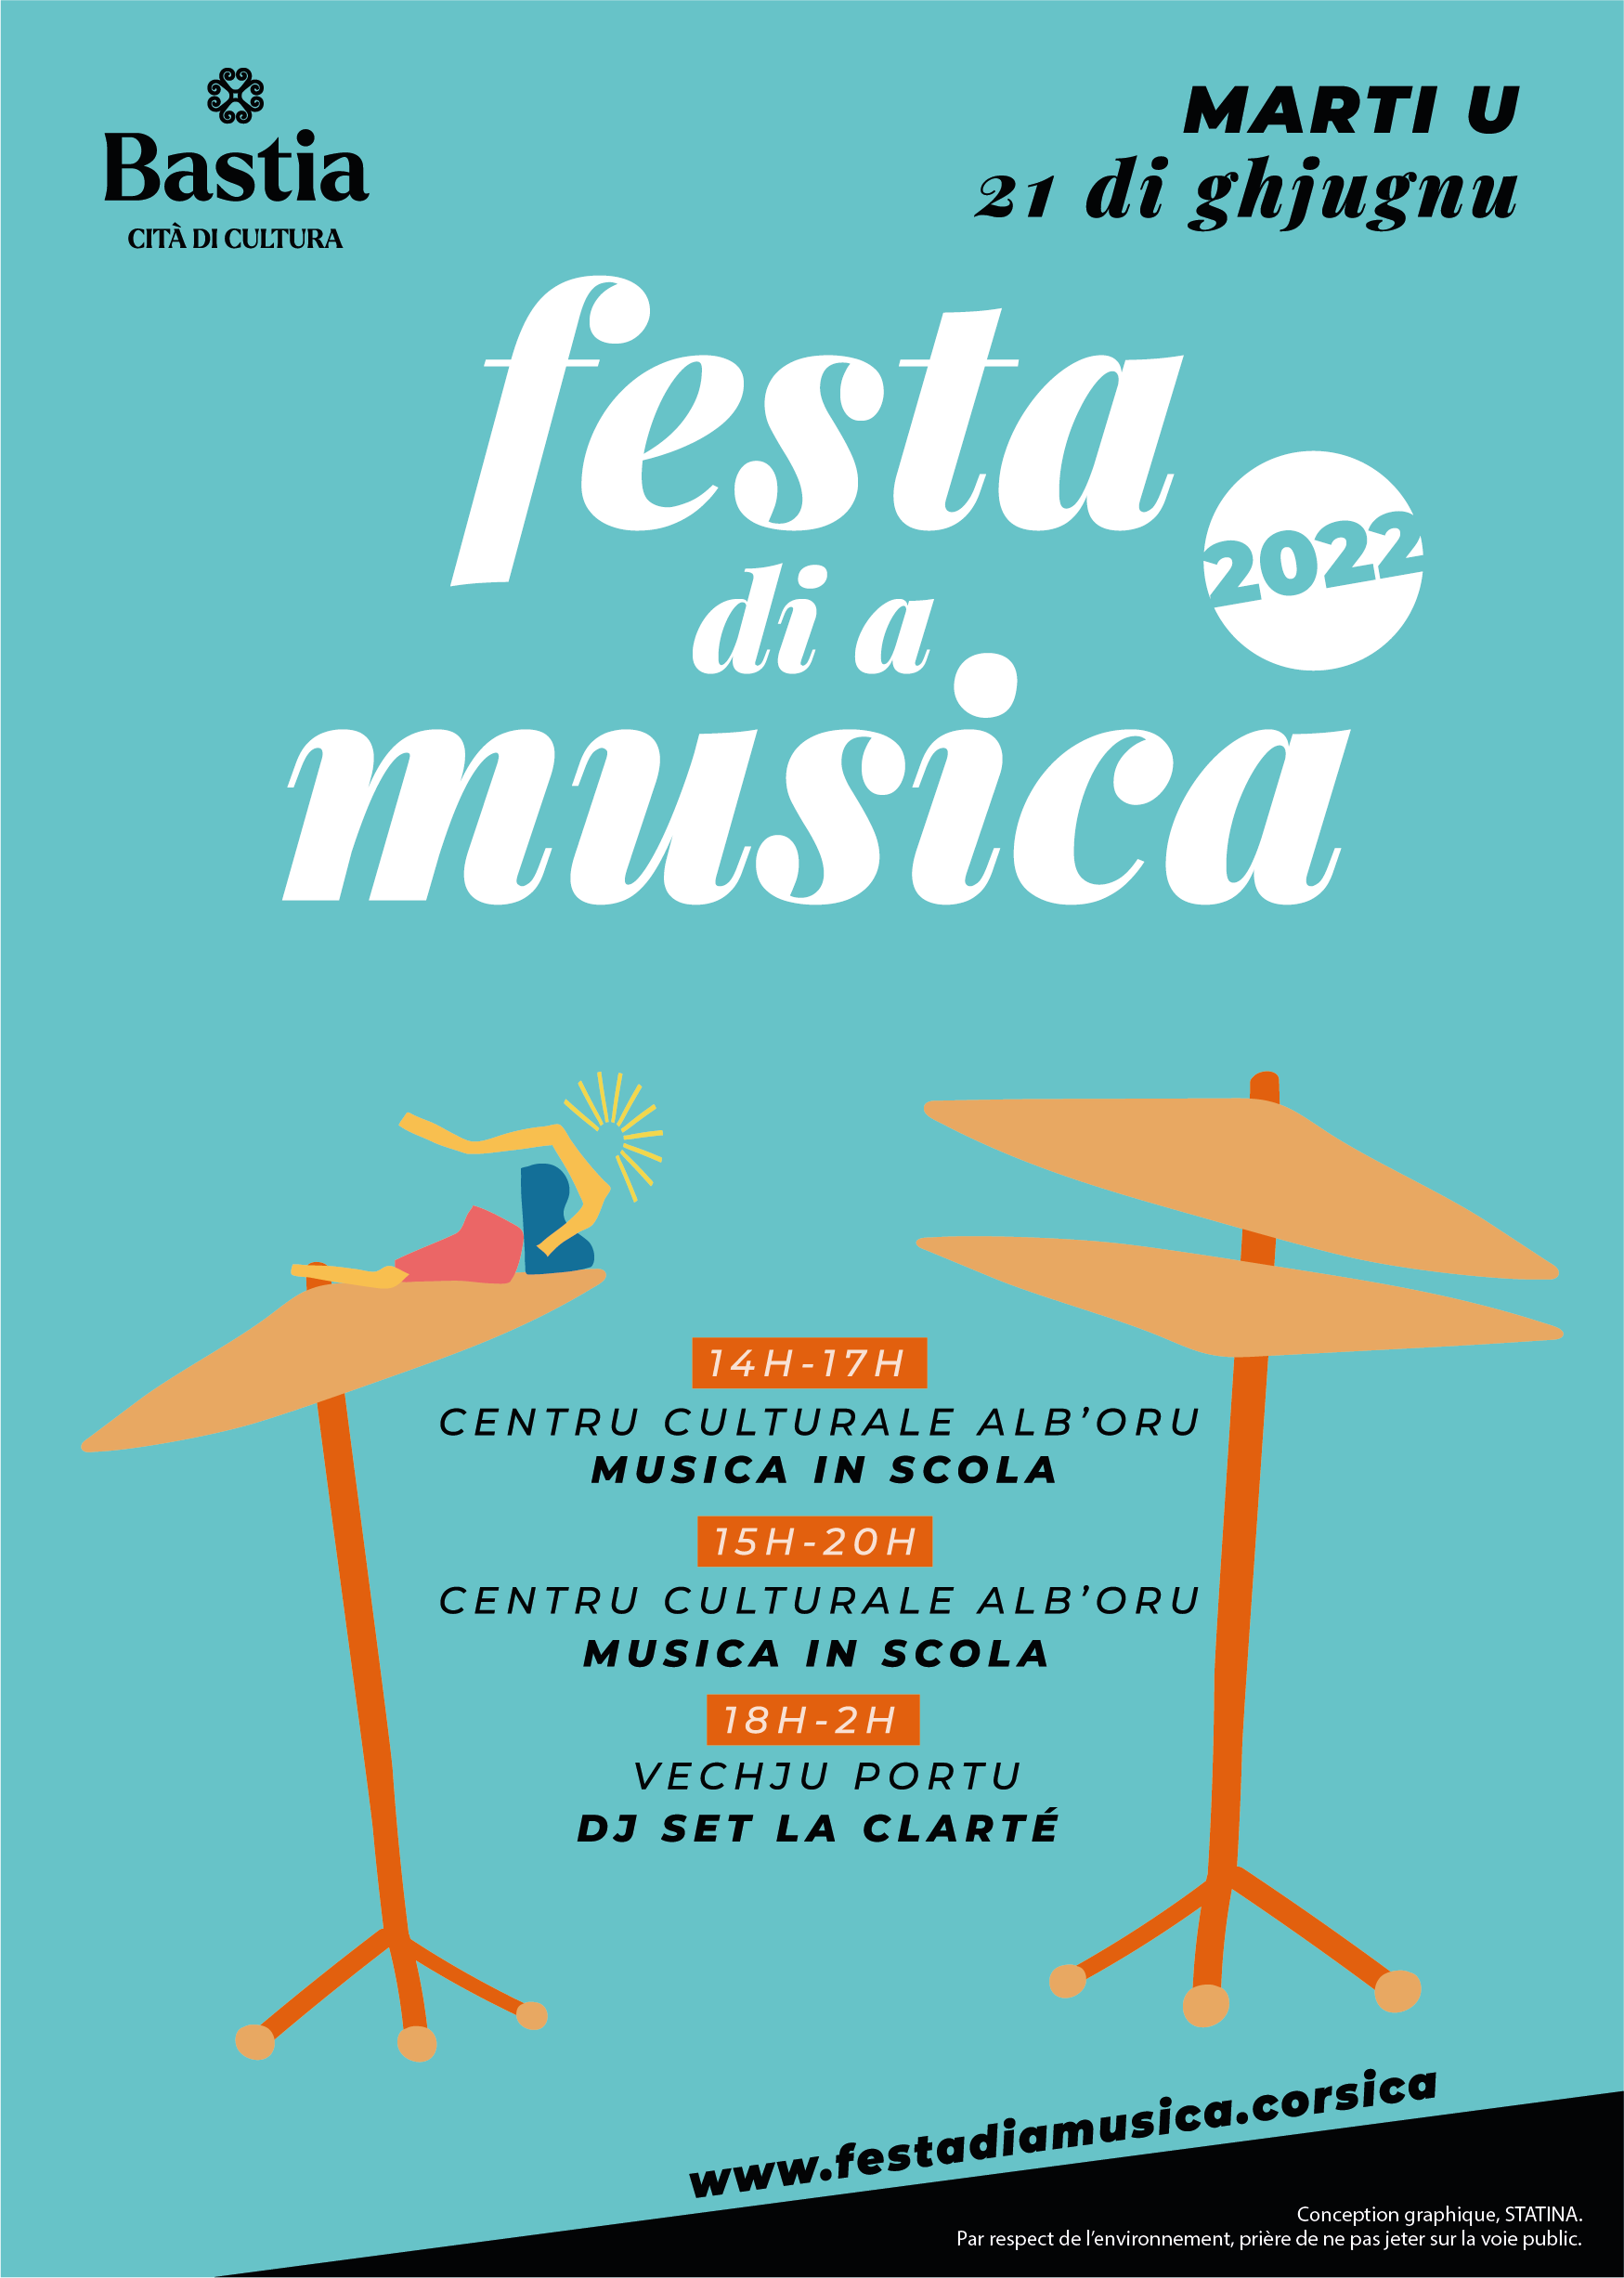 Bastia
CITÀ DI CULTURA
MARTI U
21 di ghjugnu
festa
di a
musica
2022
14H-17H
CENTRU CULTURALE ALB’ORU
MUSICA IN SCOLA
15H-20H
CENTRU CULTURALE ALB’ORU
MUSICA IN SCOLA
18H-2H
VECHJU PORTU
DJ SET LA CLARTÉ
www.festadiamusica.corsica
Conception graphique, STATINA.
Par respect de l’environnement, prière de ne pas jeter sur la voie public.